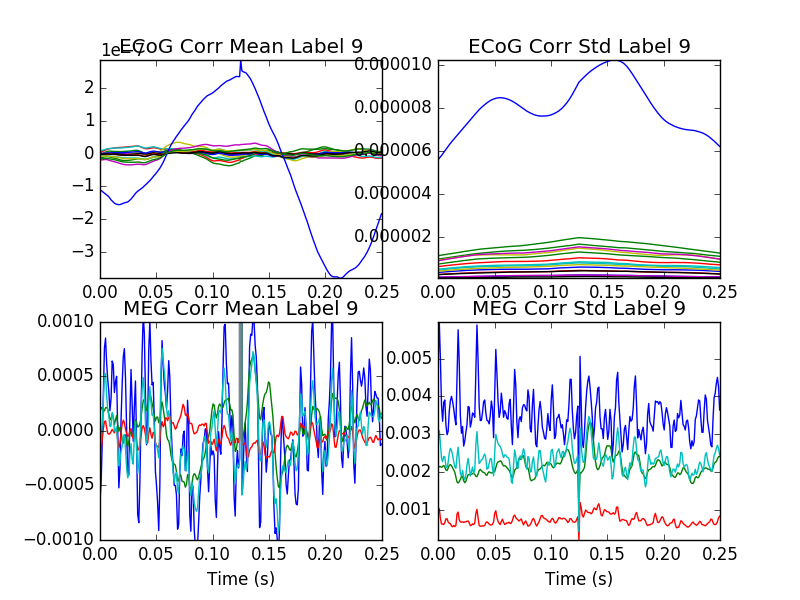 ECoG Corr Mean Label 9
1e−7
2
1
0
−1
−2
−3
0.00 0.05 0.10 0.15 0.20 0.25
ECoG Corr Std Label 9
0.000010
0.000008
0.000006
0.000004
0.000002
0.00 0.05 0.10 0.15 0.20 0.25
MEG Corr Mean Label 9
0.0010
0.0005
0.0000
−0.0005
−0.0010
0.00 0.05 0.10 0.15 0.20 0.25
Time (s)
MEG Corr Std Label 9
0.005
0.004
0.003
0.002
0.001
0.00 0.05 0.10 0.15 0.20 0.25
Time (s)